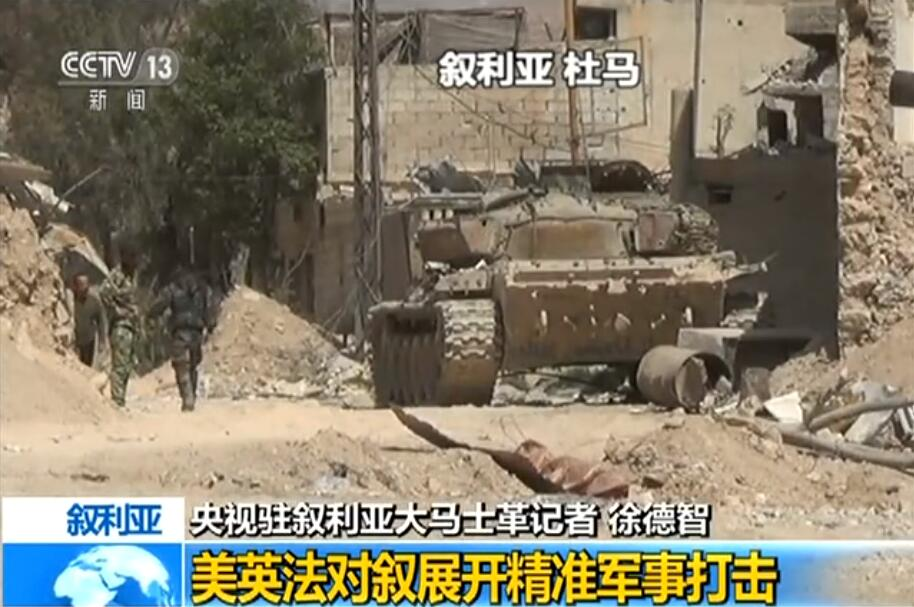 CCTV 13
新闻
叙利亚 杜马
叙利亚
央视驻叙利亚大马士革记者 徐德智
美英法对叙展开精准军事打击